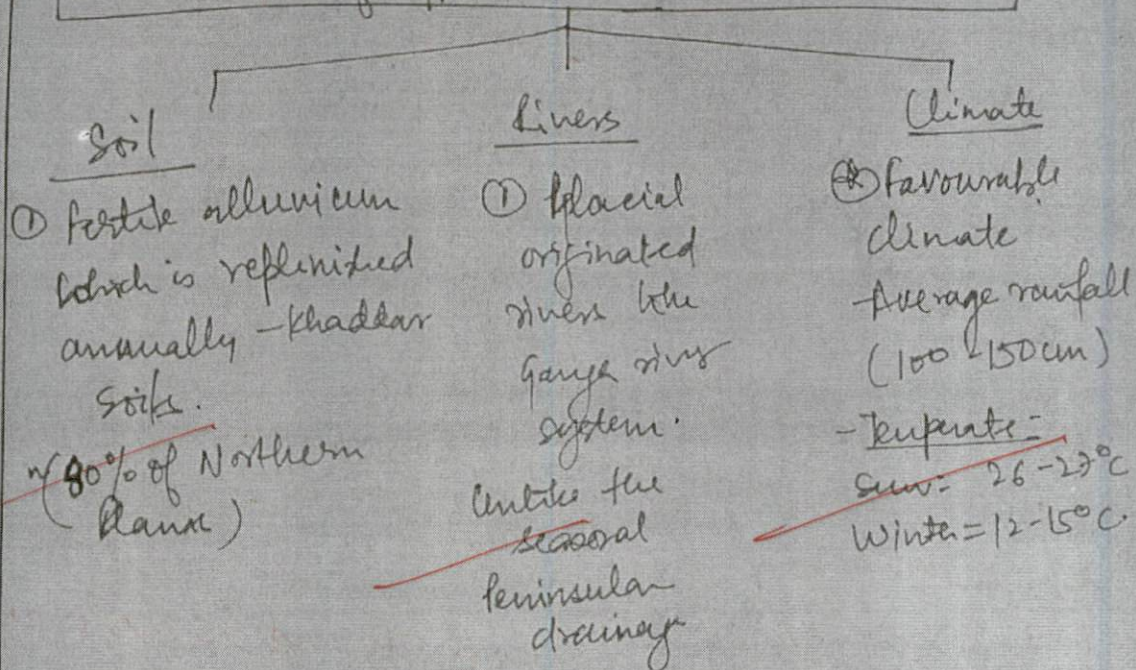 Soil
① Fertile alluvium
which is replenished
annually - Khaddar
Soils.
(80% of Northern
Plains)
Rivers
① Glacial
originated
rivers like
Ganga river
system.
Unlike the
seasonal
Peninsular
drainage
Climate
Favourable
climate
- Average rainfall
(100-150cm)
- Temperate =
Sum = 26-27°C
Winter = 12-15°C.